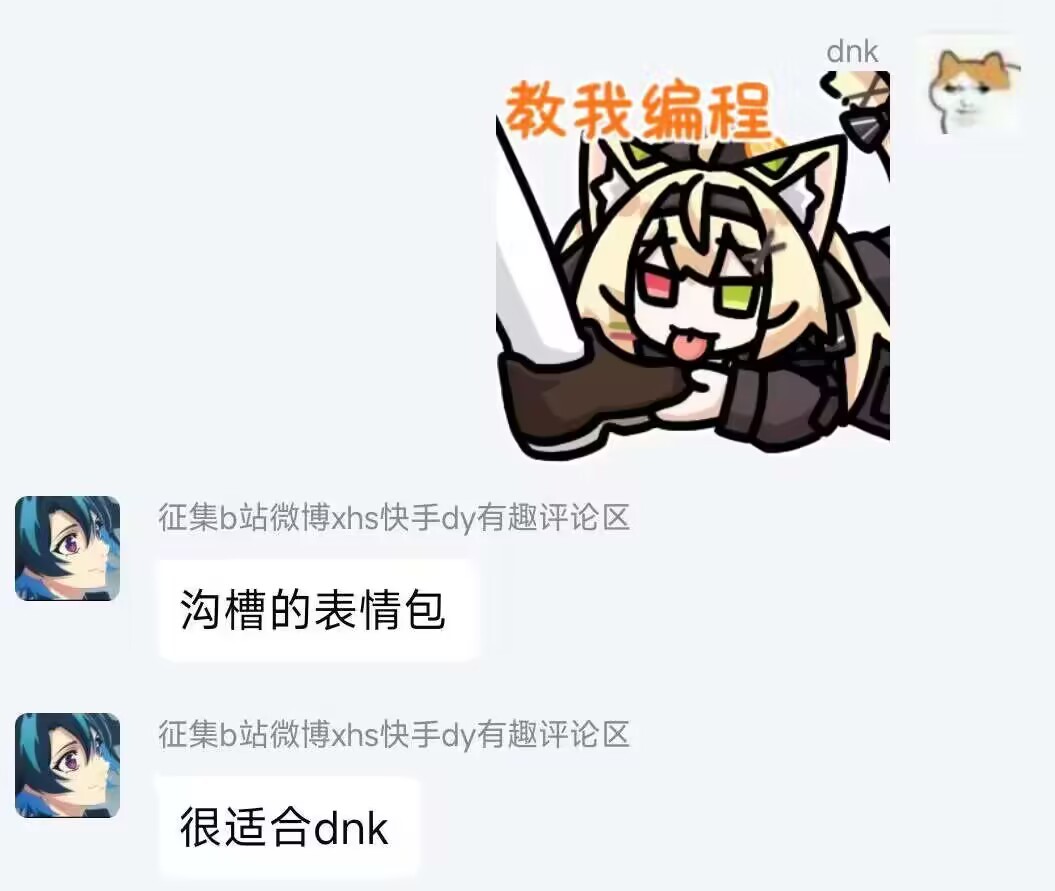 dnk
教我编程
征集b站微博xhs快手dy有趣评论区
沟槽的表情包
征集b站微博xhs快手dy有趣评论区
很适合dnk